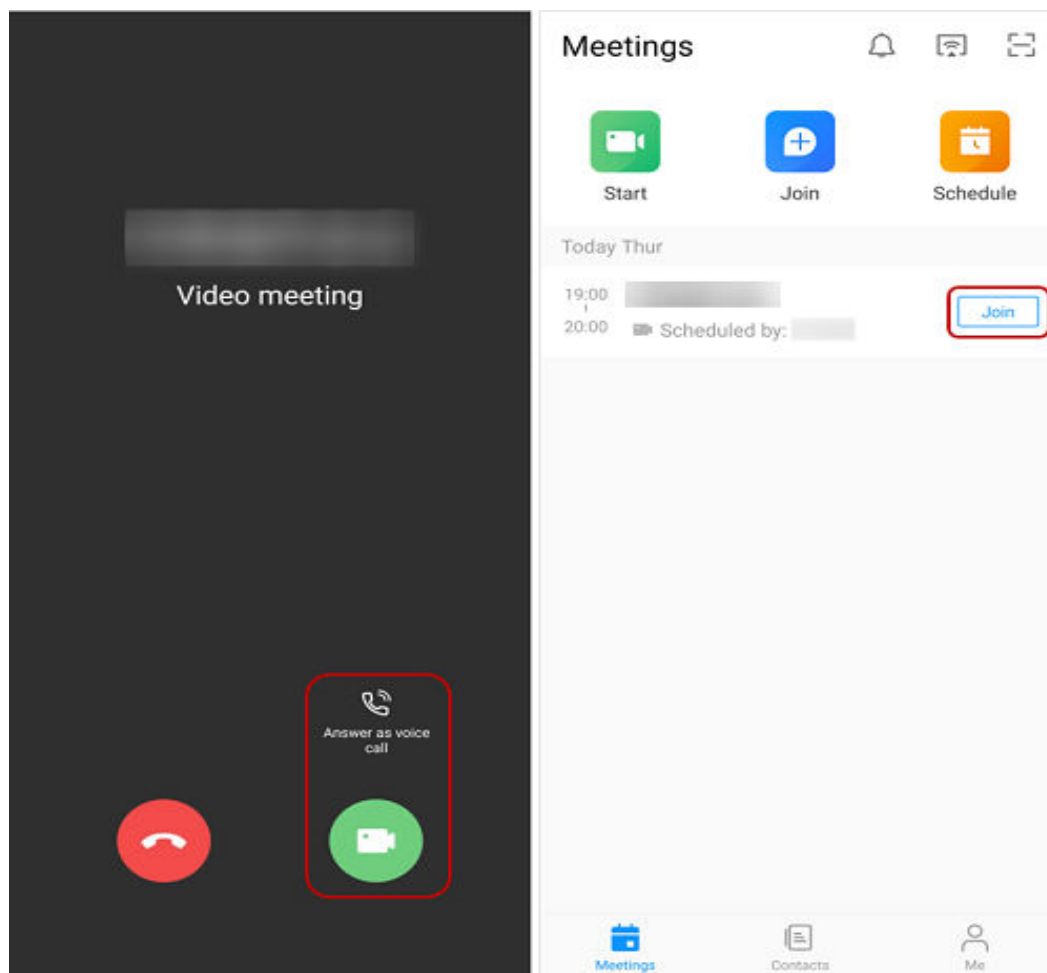 Video meeting
Answer as voice
call
Meetings
Start
Join
Schedule
Today Thur
19:00
20:00
Scheduled by:
Join
Meetings
Contacts
Me